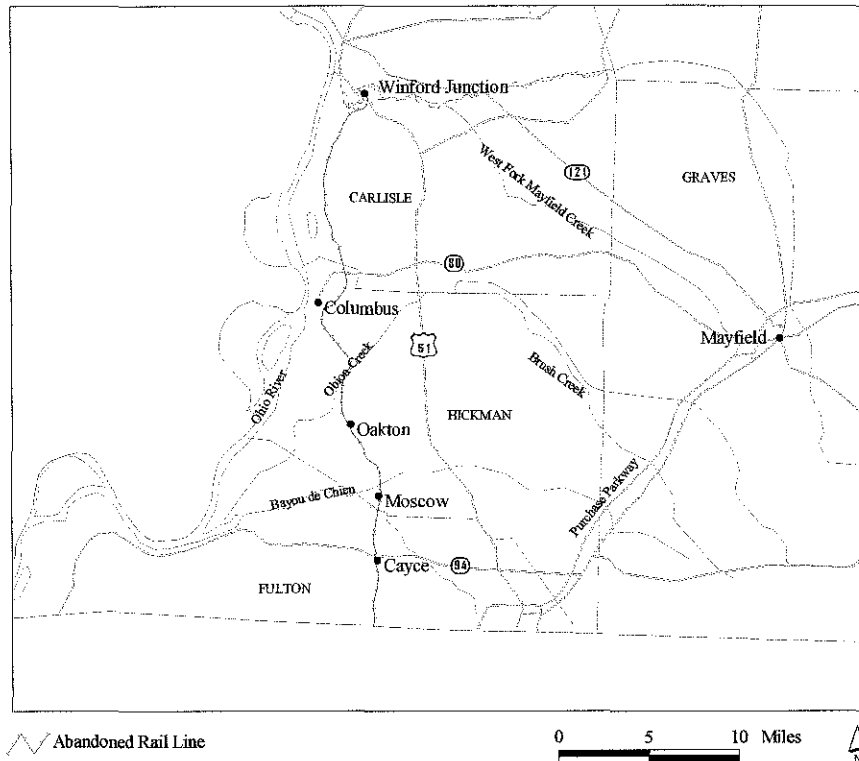 Winford Junction
West Fork Mayfield Creek
121
GRAVES
CARLISLE
80
Columbus
Obion Creek
51
Mayfield
Ohio River
Brush Creek
HICKMAN
Oakton
Purchase Parkway
Bayou de Chien
Moscow
Cayce
94
FULTON
Abandoned Rail Line
0 5 10 Miles
N